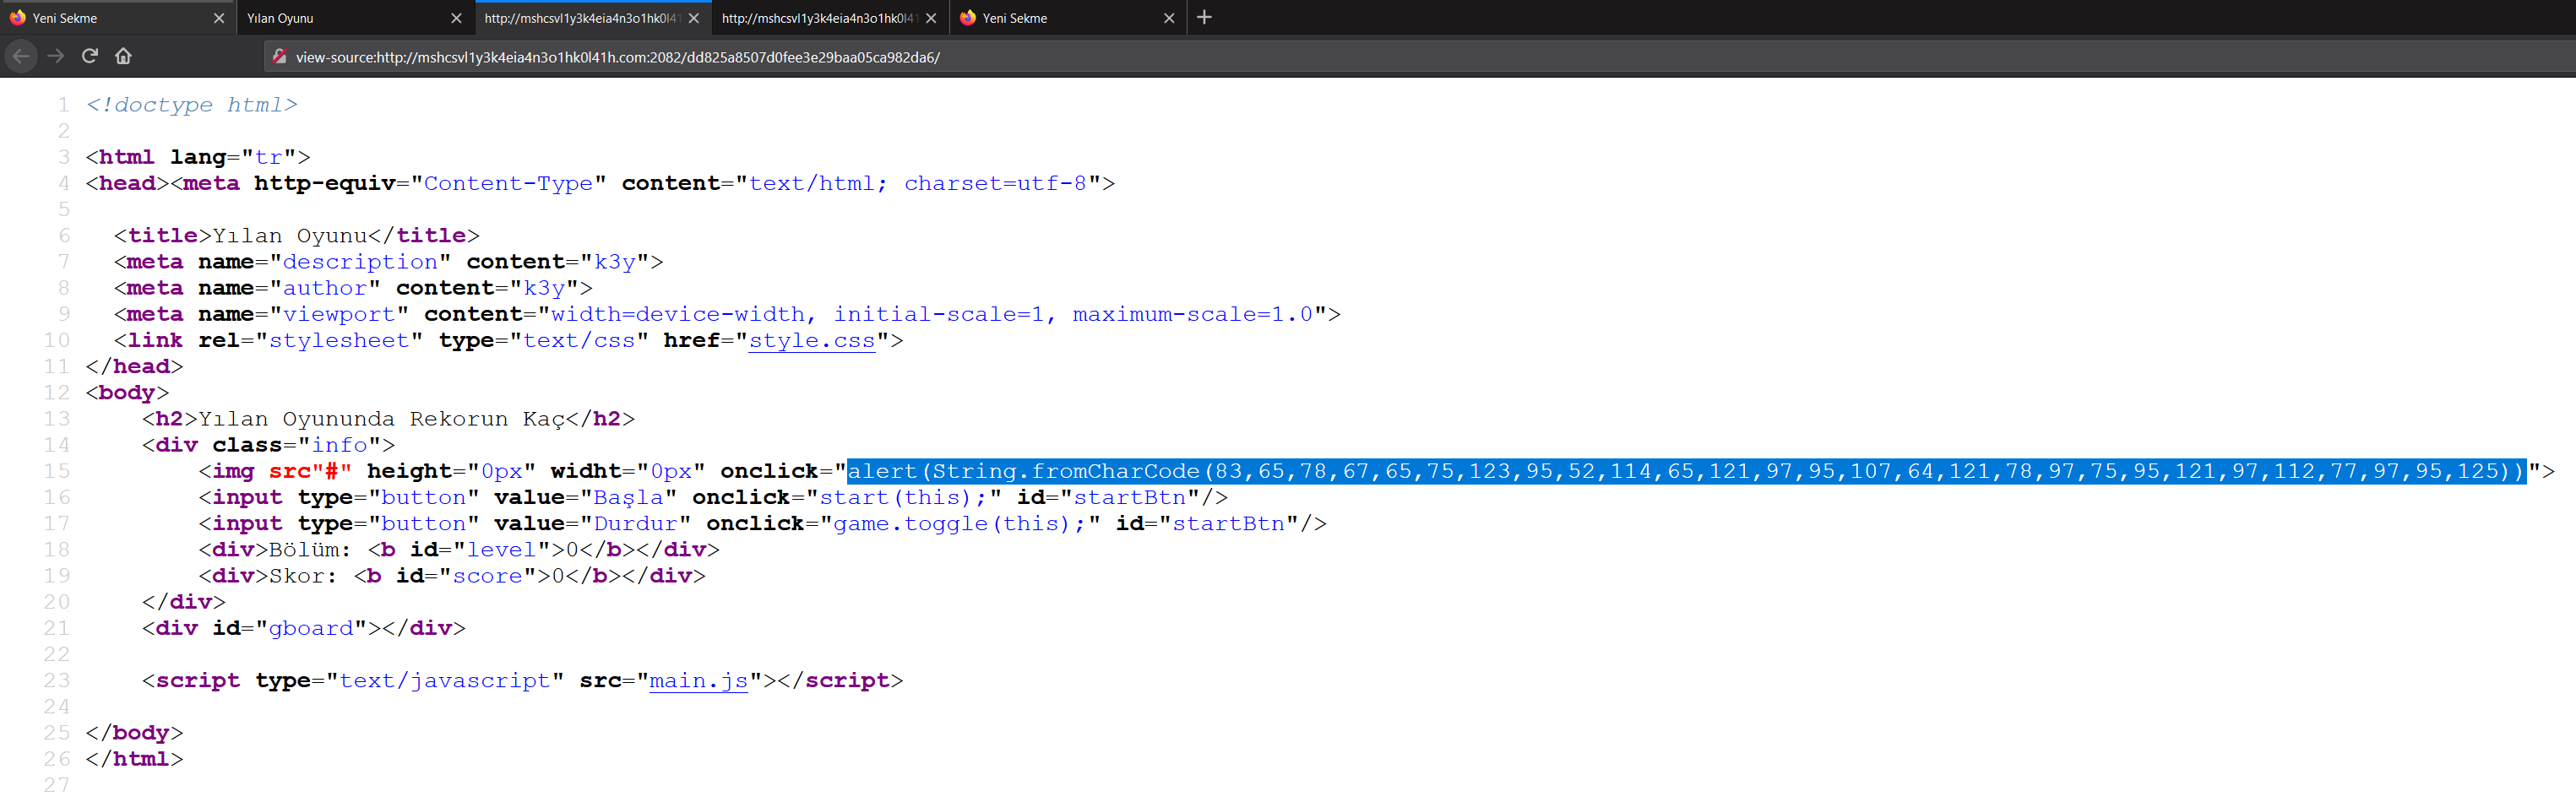 Yeni Sekme
Yılan Oyunu
http://mshcsvl1y3k4eia4n3o1hk0l41
http://mshcsvl1y3k4eia4n3o1hk0l41
Yeni Sekme
view-source:http://mshcsvl1y3k4eia4n3o1hk0l41h.com:2082/dd825a8507d0fee3e29baa05ca982da6/
1 <!doctype html>
2
3 <html lang="tr">
4 <head><meta http-equiv="Content-Type" content="text/html; charset=utf-8">
5
6 <title>Yılan Oyunu</title>
7 <meta name="description" content="k3y">
8 <meta name="author" content="k3y">
9 <meta name="viewport" content="width=device-width, initial-scale=1, maximum-scale=1.0">
10 <link rel="stylesheet" type="text/css" href="style.css">
11 </head>
12 <body>
13 <h2>Yılan Oyununda Rekorun Kaç</h2>
14 <div class="info">
15 <img src"#" height="0px" widht="0px" onclick="alert(String.fromCharCode(83,65,78,67,65,75,123,95,52,114,65,121,97,95,107,64,121,78,97,75,95,121,97,112,77,97,95,125))">
16 <input type="button" value="Başla" onclick="start(this);" id="startBtn"/>
17 <input type="button" value="Durdur" onclick="game.toggle(this);" id="startBtn"/>
18 <div>Bölüm: <b id="level">0</b></div>
19 <div>Skor: <b id="score">0</b></div>
20 </div>
21 <div id="gboard"></div>
22
23 <script type="text/javascript" src="main.js"></script>
24
25 </body>
26 </html>
27